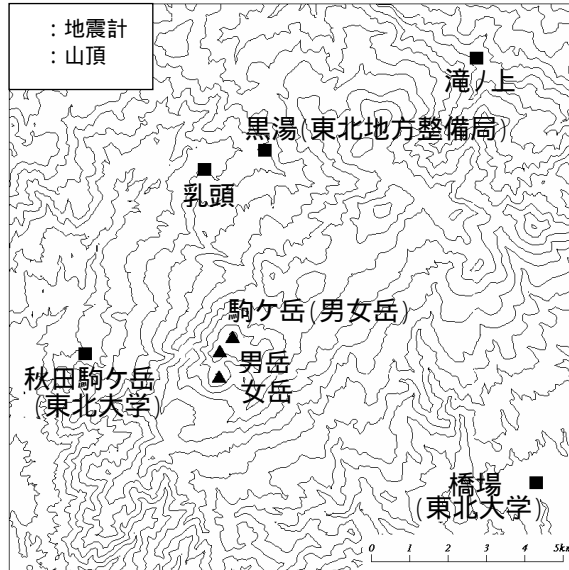 ：地震計
：山頂
滝ノ上
黒湯(東北地方整備局)
乳頭
駒ケ岳(男女岳)
男岳
女岳
秋田駒ケ岳
(東北大学)
橋場
(東北大学)
0 1 2 3 4 5km